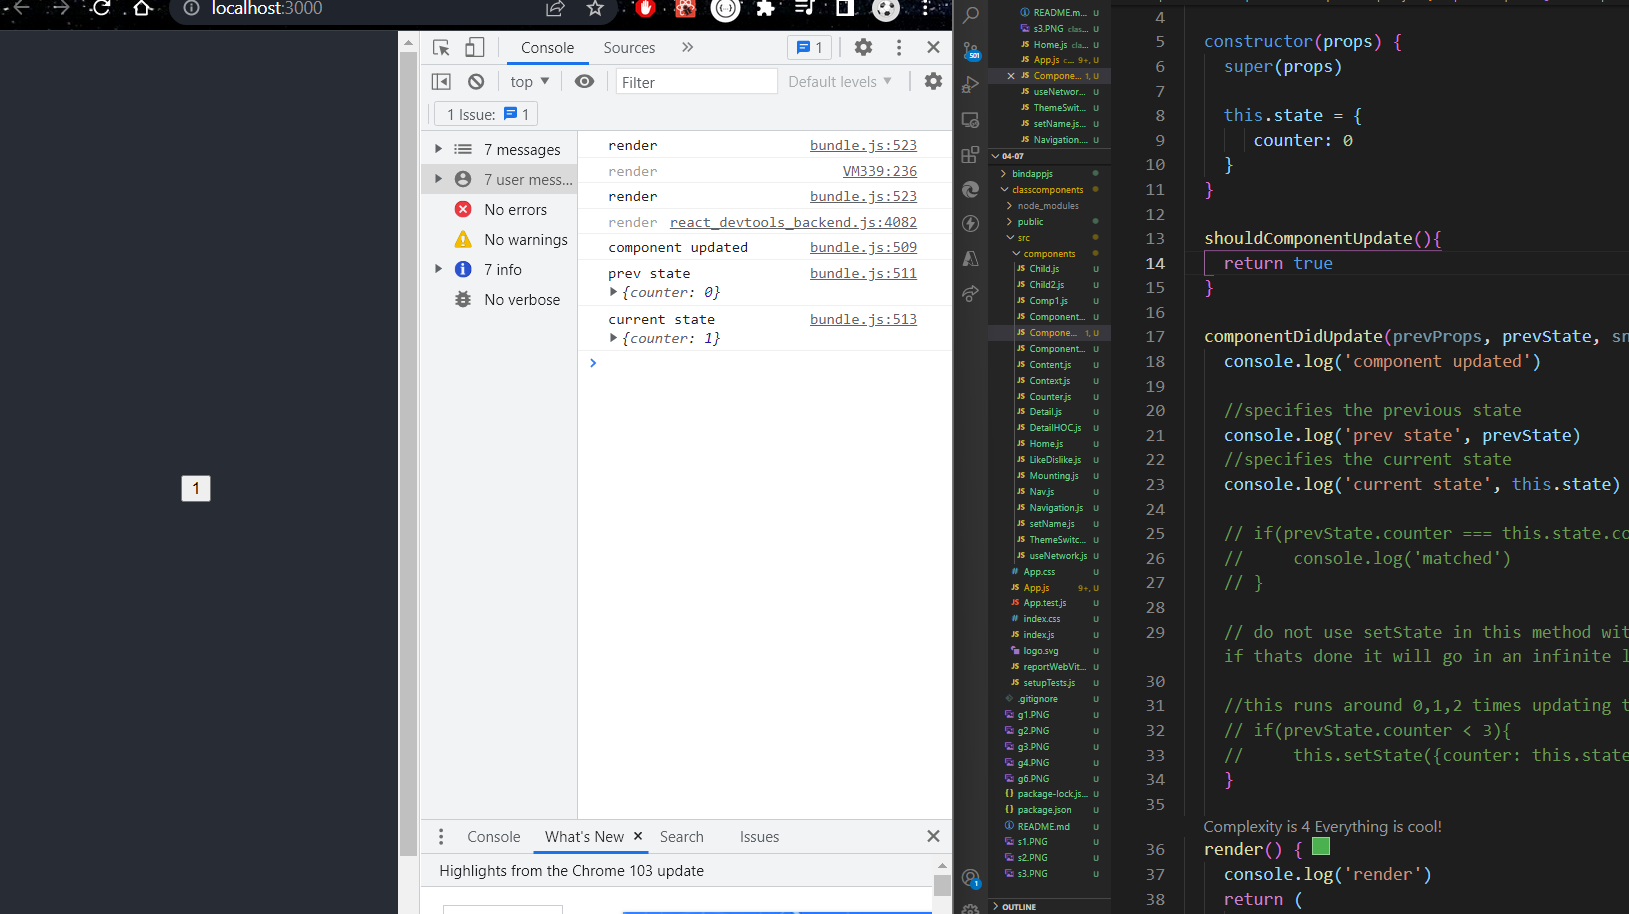 localhost:3000
Console
Sources
1
top
Filter
Default levels
1 Issue: 1
7 messages
7 user mess...
No errors
No warnings
7 info
No verbose
render bundle.js:523
render VM339:236
render bundle.js:523
render react_devtools_backend.js:4082
component updated bundle.js:509
prev state bundle.js:511
{counter: 0}
current state bundle.js:513
{counter: 1}
1
Console
What's New
Search
Issues
Highlights from the Chrome 103 update
501
1
README.m... U
s3.PNG clas... U
Home.js cla... U
App.js c... 9+, U
Compone... 1, U
useNetwor... U
ThemeSwit... U
setName.js... U
Navigation.... U
04-07
bindappjs
classcomponents
node_modules
public
src
components
Child.js U
Child2.js U
Comp1.js U
Component... U
Compone... 1, U
Component... U
Content.js U
Context.js U
Counter.js U
Detail.js U
DetailHOC.js U
Home.js U
LikeDislike.js U
Mounting.js U
Nav.js U
Navigation.js U
setName.js U
ThemeSwitc... U
useNetwork.js U
App.css U
App.js 9+, U
App.test.js U
index.css U
index.js U
logo.svg U
reportWebVit... U
setupTests.js U
.gitignore U
g1.PNG U
g2.PNG U
g3.PNG U
g4.PNG U
g6.PNG U
package-lock.js... U
package.json U
README.md U
s1.PNG U
s2.PNG U
s3.PNG U
OUTLINE
4
5 constructor(props) {
6 super(props)
7
8 this.state = {
9 counter: 0
10 }
11 }
12
13 shouldComponentUpdate(){
14 return true
15 }
16
17 componentDidUpdate(prevProps, prevState, sn
18 console.log('component updated')
19
20 //specifies the previous state
21 console.log('prev state', prevState)
22 //specifies the current state
23 console.log('current state', this.state)
24
25 // if(prevState.counter === this.state.co
26 // console.log('matched')
27 // }
28
29 // do not use setState in this method wit
if thats done it will go in an infinite l
30
31 //this runs around 0,1,2 times updating t
32 // if(prevState.counter < 3){
33 // this.setState({counter: this.state
34 }
35
Complexity is 4 Everything is cool!
36 render() {
37 console.log('render')
38 return (